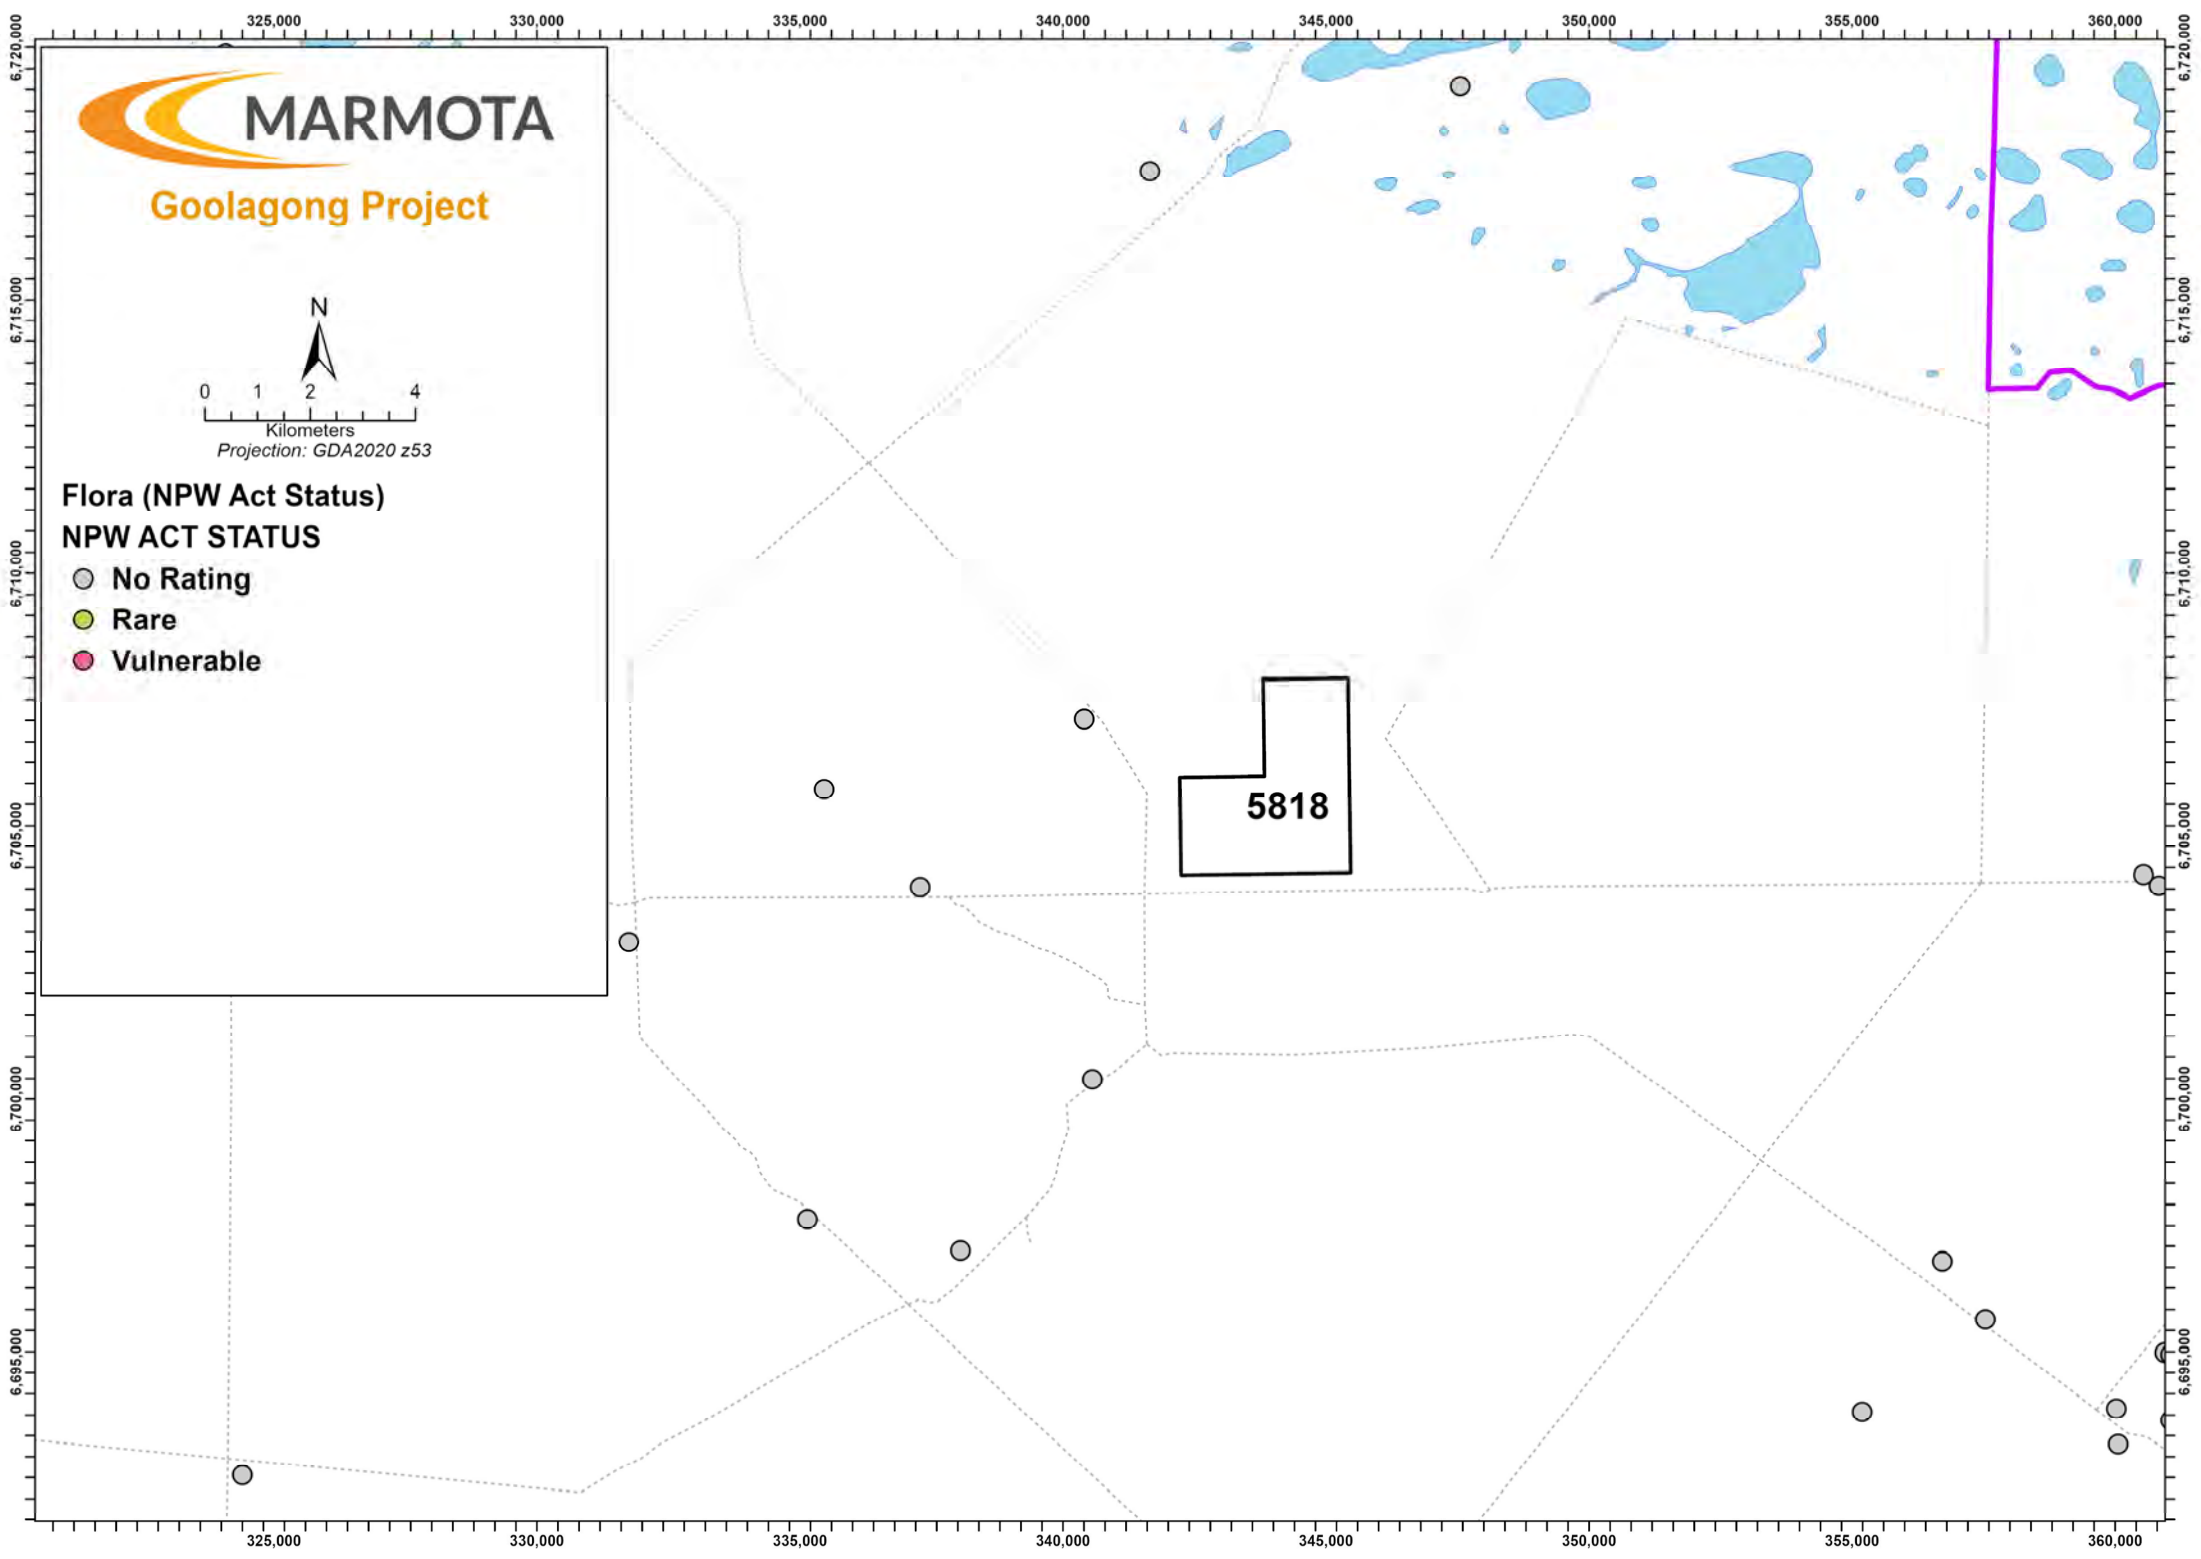 325,000 330,000 335,000 340,000 345,000 350,000 355,000 360,000
6,720,000
6,715,000
6,710,000
6,705,000
6,700,000
6,695,000
MARMOTA
Goolagong Project
N
0 1 2 4
Kilometers
Projection: GDA2020 z53
Flora (NPW Act Status)
NPW ACT STATUS
No Rating
Rare
Vulnerable
5818
6,720,000
6,715,000
6,710,000
6,705,000
6,700,000
6,695,000
325,000 330,000 335,000 340,000 345,000 350,000 355,000 360,000